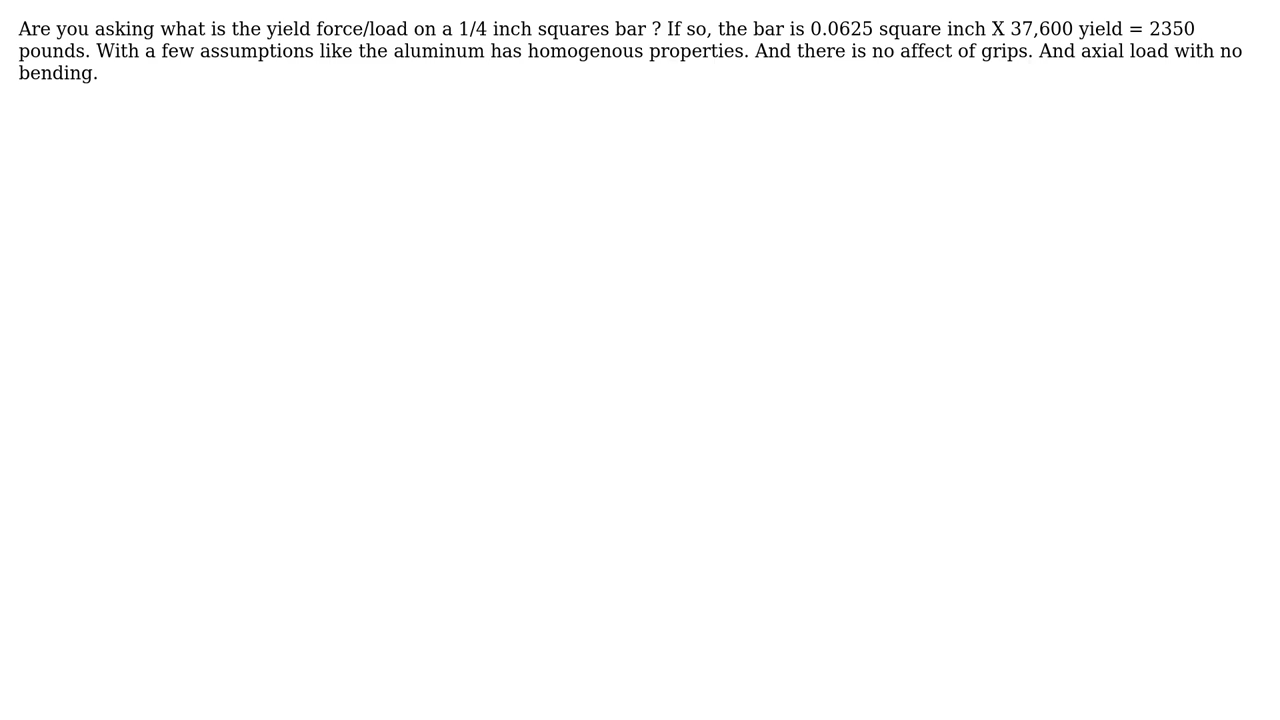 Are you asking what is the yield force/load on a 1/4 inch squares bar ? If so, the bar is 0.0625 square inch X 37,600 yield = 2350
pounds. With a few assumptions like the aluminum has homogenous properties. And there is no affect of grips. And axial load with no
bending.